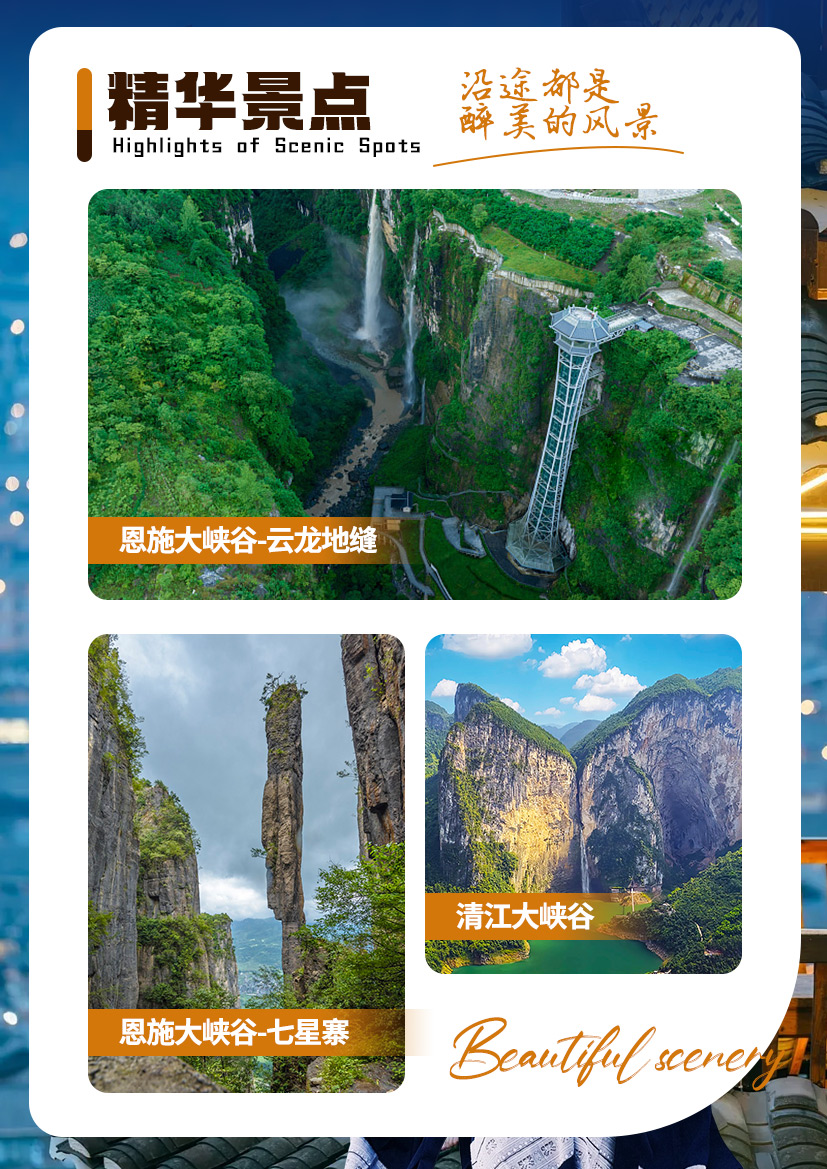 精华景点
Highlights of Scenic Spots
沿途都是
醉美的风景
恩施大峡谷-云龙地缝
恩施大峡谷-七星寨
清江大峡谷
Beautiful scenery